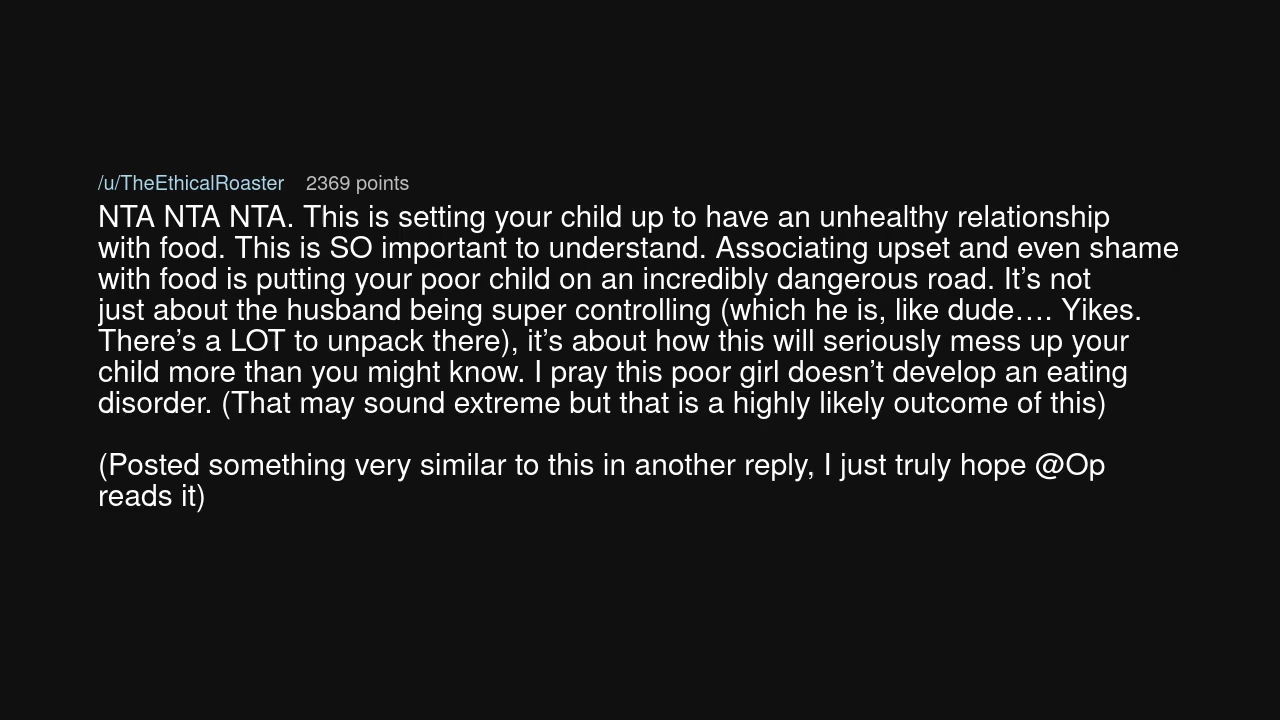 /u/TheEthicalRoaster 2369 points
NTA NTA NTA. This is setting your child up to have an unhealthy relationship
with food. This is SO important to understand. Associating upset and even shame
with food is putting your poor child on an incredibly dangerous road. It’s not
just about the husband being super controlling (which he is, like dude…. Yikes.
There’s a LOT to unpack there), it’s about how this will seriously mess up your
child more than you might know. I pray this poor girl doesn’t develop an eating
disorder. (That may sound extreme but that is a highly likely outcome of this)
(Posted something very similar to this in another reply, I just truly hope @Op
reads it)